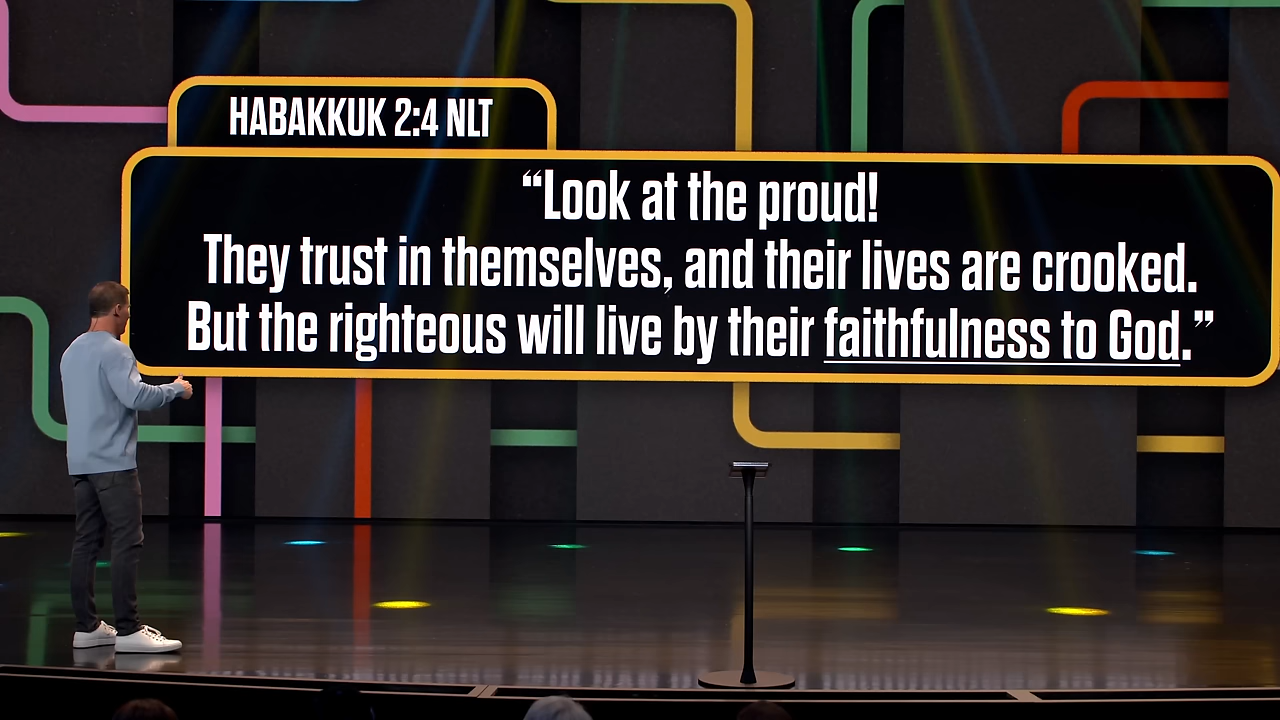 HABAKKUK 2:4 NLT
“Look at the proud!
They trust in themselves, and their lives are crooked.
But the righteous will live by their faithfulness to God.”